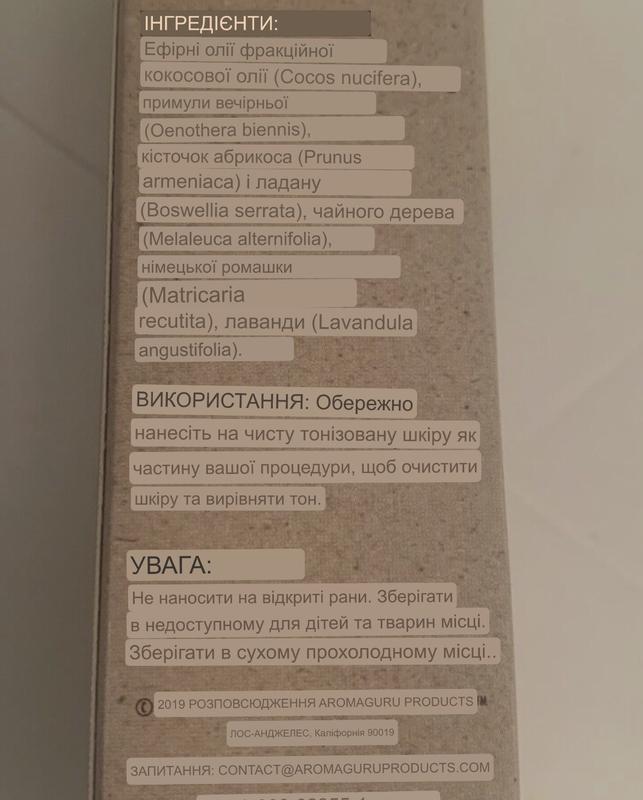 ІНГРЕДІЄНТИ:
Ефірні олії фракційної
кокосової олії (Cocos nucifera),
примули вечірньої
(Oenothera biennis),
кісточок абрикоса (Prunus
armeniaca) і ладану
(Boswellia serrata), чайного дерева
(Melaleuca alternifolia),
німецької ромашки
(Matricaria
recutita), лаванди (Lavandula
angustifolia).
ВИКОРИСТАННЯ: Обережно
нанесіть на чисту тонізовану шкіру як
частину вашої процедури, щоб очистити
шкіру та вирівняти тон.
УВАГА:
Не наносити на відкриті рани. Зберігати
в недоступному для дітей та тварин місці.
Зберігати в сухому прохолодному місці..
© 2019 РОЗПОВСЮДЖЕННЯ AROMAGURU PRODUCTS
ЛОС-АНДЖЕЛЕС, Каліфорнія 90019
ЗАПИТАННЯ: CONTACT@AROMAGURUPRODUCTS.COM